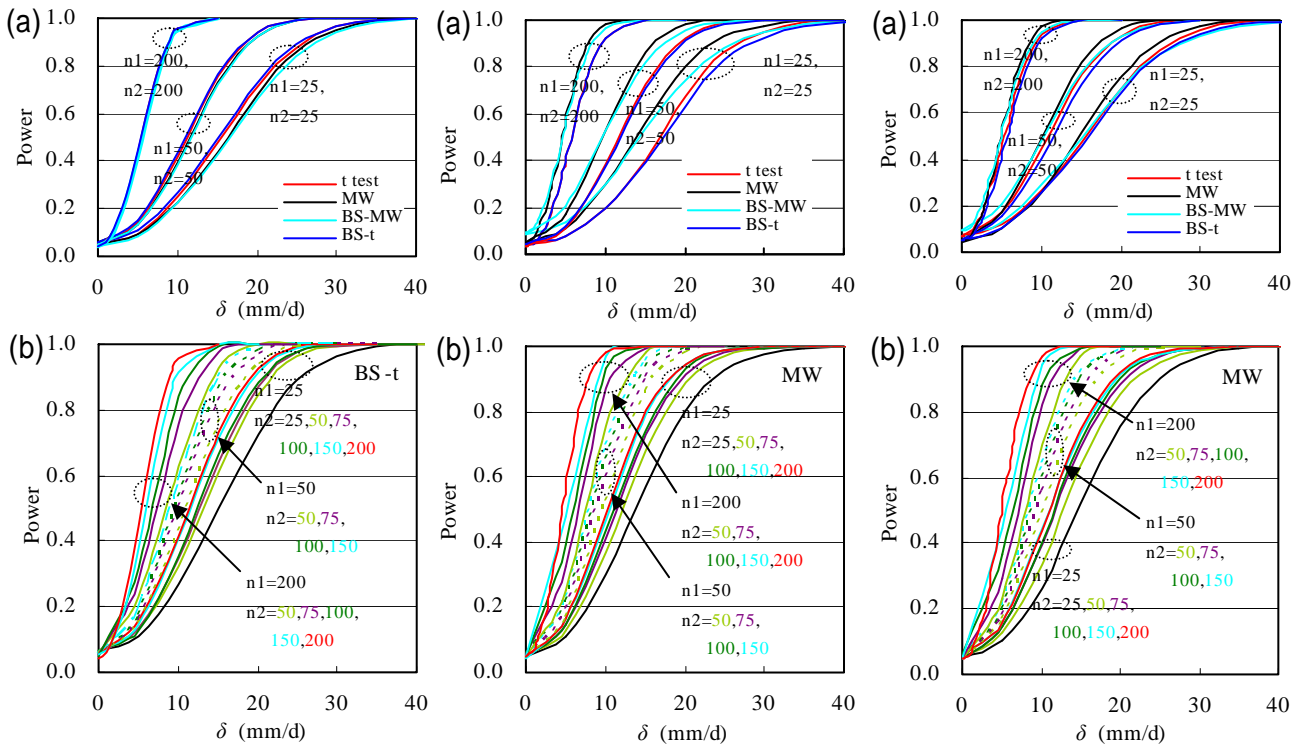 (a)
1.0
0.8
0.6
0.4
0.2
0.0
Power
n1=200,
n2=200
n1=50,
n2=50
n1=25,
n2=25
t test
MW
BS-MW
BS-t
0 10 20 30 40
δ (mm/d)
(a)
1.0
0.8
0.6
0.4
0.2
0.0
Power
n1=200,
n2=200
n1=50
n2=50
n1=25,
n2=25
t test
MW
BS-MW
BS-t
0 10 20 30 40
δ (mm/d)
(a)
1.0
0.8
0.6
0.4
0.2
0.0
Power
n1=200,
n2=200
n1=50,
n2=50
n1=25,
n2=25
t test
MW
BS-MW
BS-t
0 10 20 30 40
δ (mm/d)
(b)
1.0
0.8
0.6
0.4
0.2
0.0
Power
BS-t
n1=25
n2=25,50,75,
100,150,200
n1=50
n2=50,75,
100,150
n1=200
n2=50,75,100,
150,200
0 10 20 30 40
δ (mm/d)
(b)
1.0
0.8
0.6
0.4
0.2
0.0
Power
MW
n1=25
n2=25,50,75,
100,150,200
n1=200
n2=50,75,
100,150,200
n1=50
n2=50,75,
100,150
0 10 20 30 40
δ (mm/d)
(b)
1.0
0.8
0.6
0.4
0.2
0.0
Power
MW
n1=200
n2=50,75,100,
150,200
n1=50
n2=50,75,
100,150
n1=25
n2=25,50,75,
100,150,200
0 10 20 30 40
δ (mm/d)